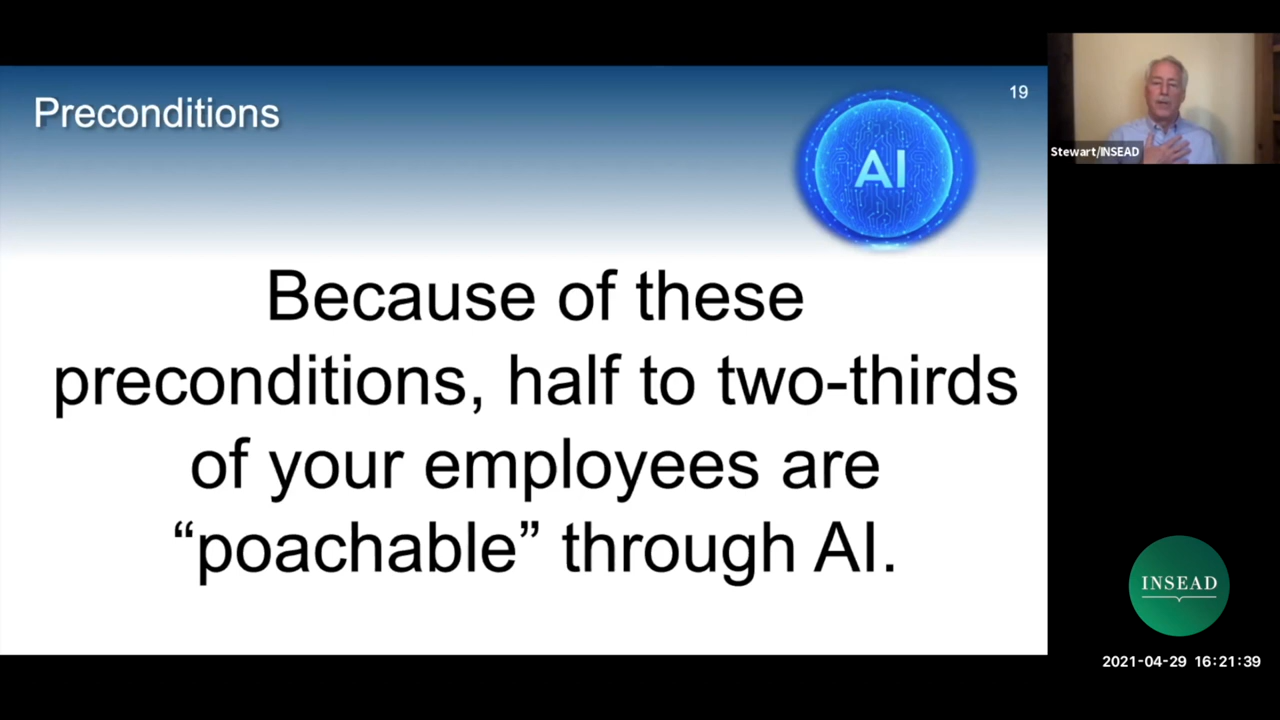 Preconditions
19
AI
Because of these
preconditions, half to two-thirds
of your employees are
“poachable” through AI.
Stewart/INSEAD
INSEAD
2021-04-29 16:21:39